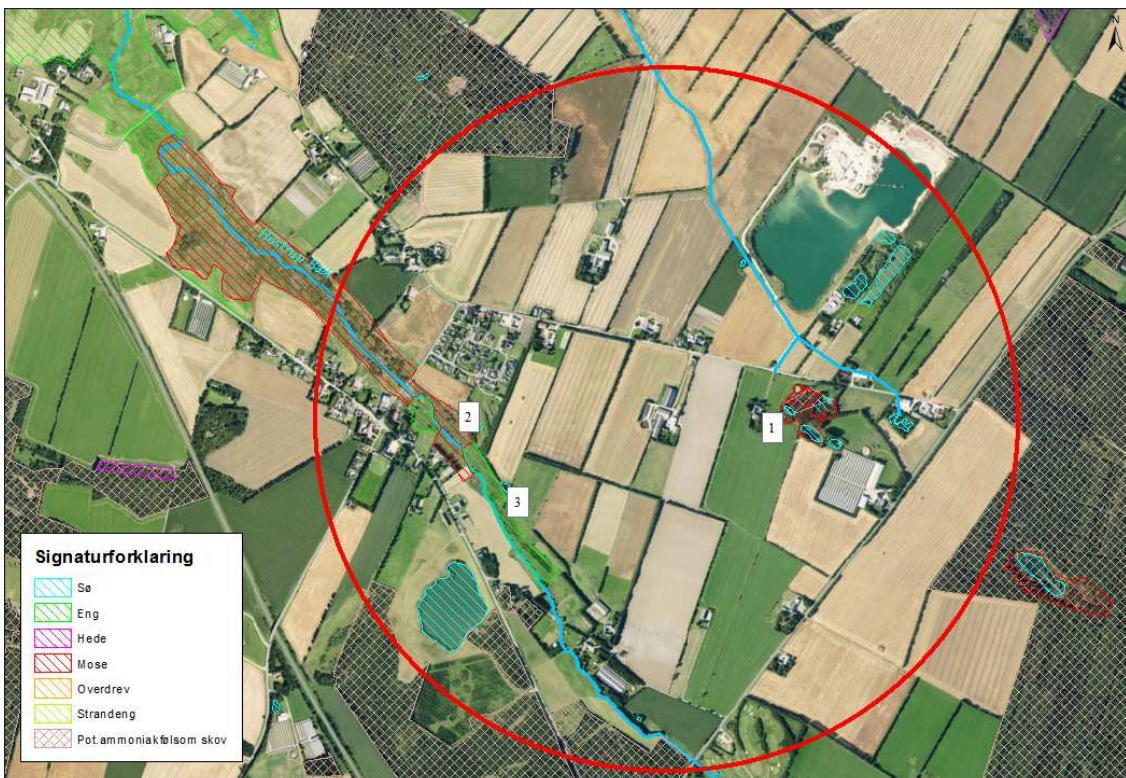 N
1
2
3
Signaturforklaring
Sø
Eng
Hede
Mose
Overdrev
Strandeng
Pot.ammoniakfølsom skov